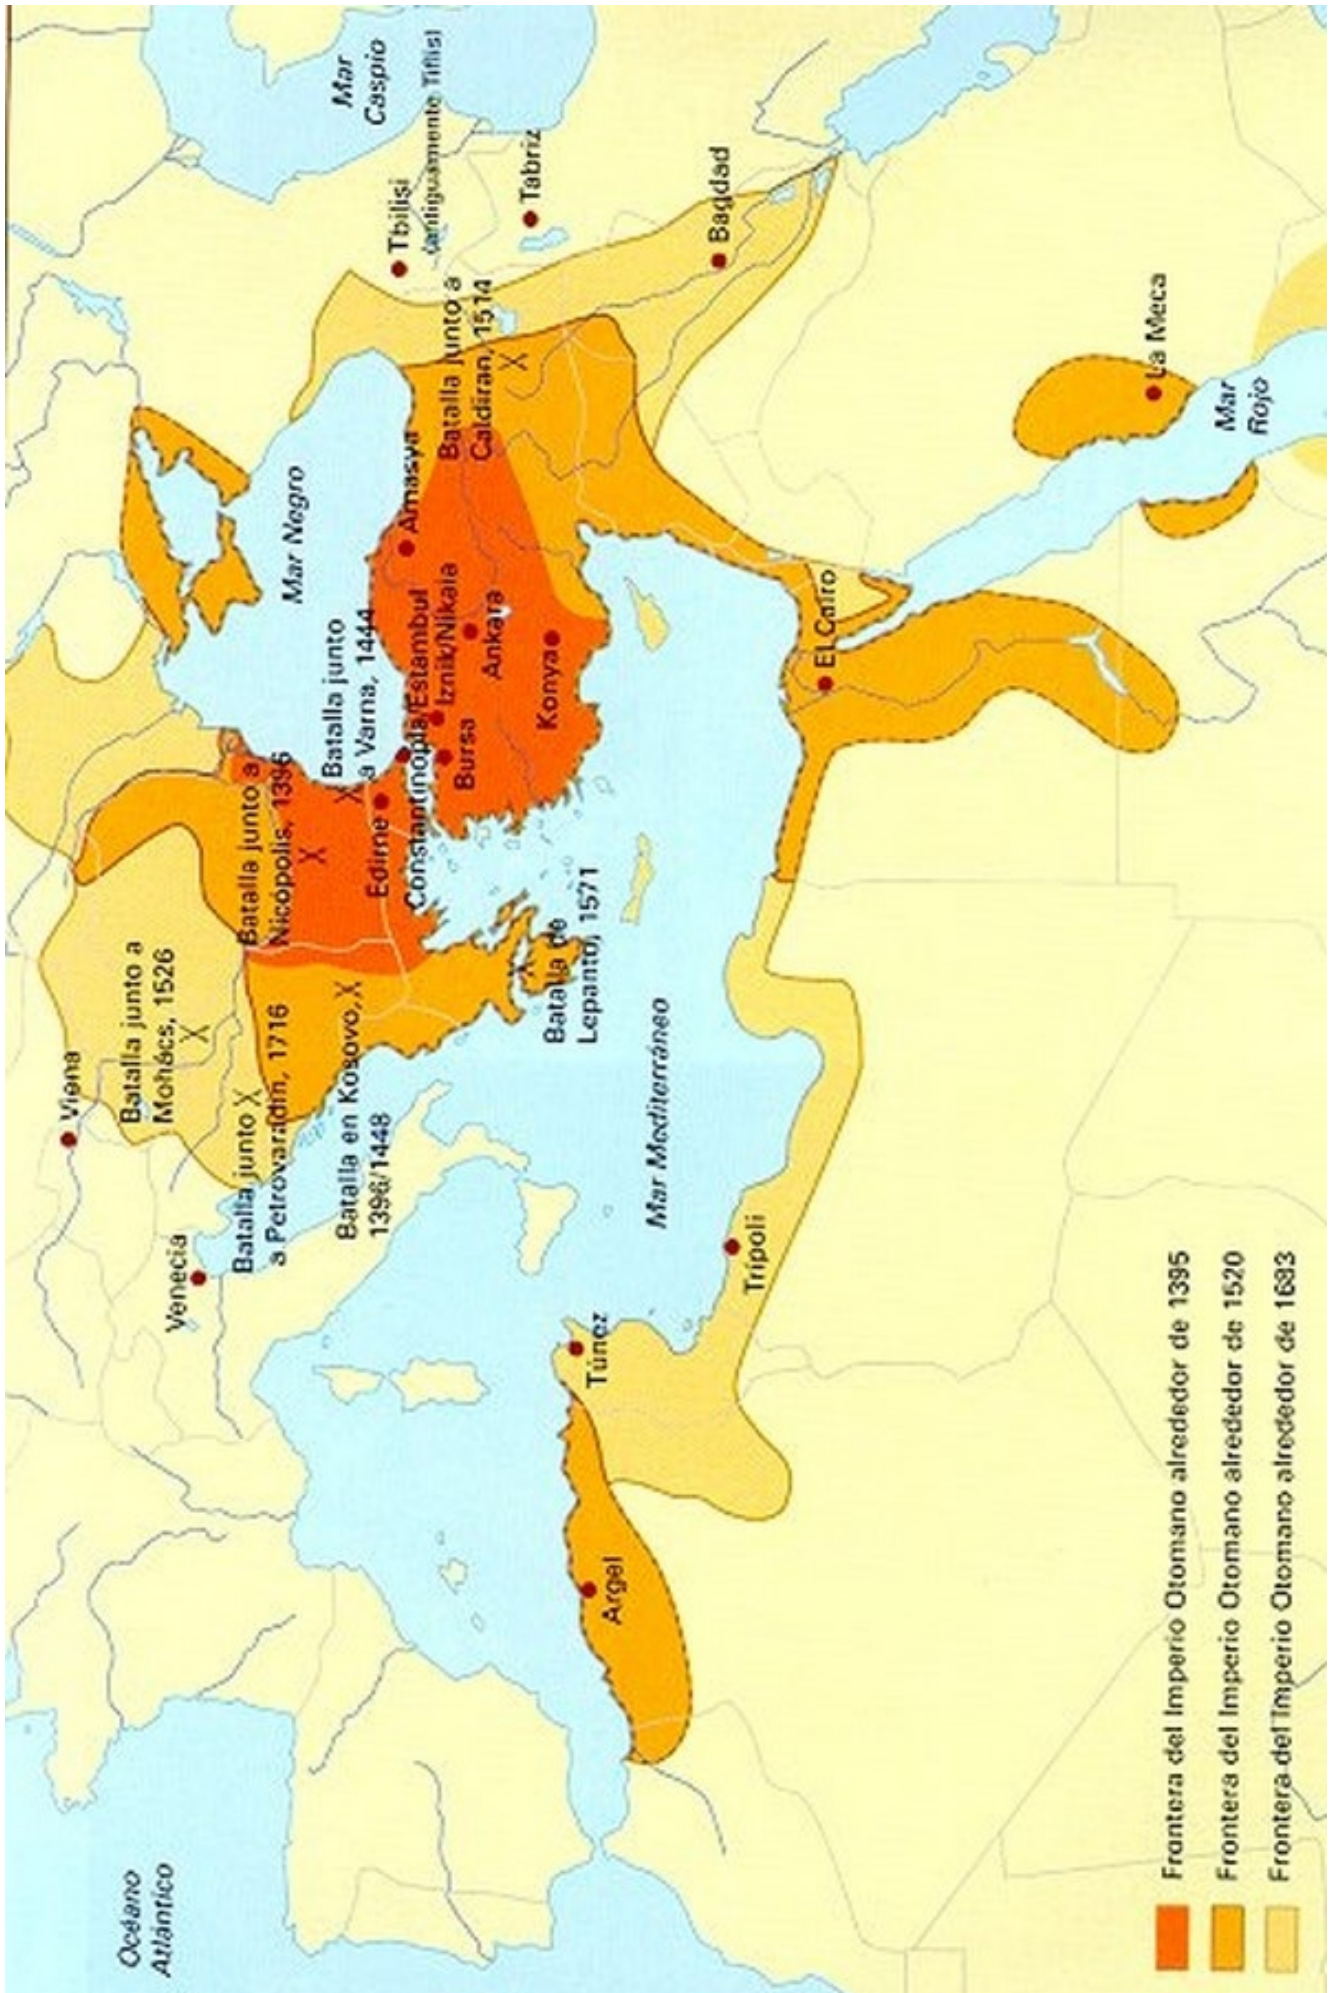 Océano
Atlántico
Venecia
Viena
Batalla junto a
Mohács, 1526
Batalla junto
a Petrovaradin, 1716
Batalla en Kosovo,
1396/1448
Batalla junto a
Nicópolis, 1396
Batalla junto
a Varna, 1444
Edirne
Constantinopla/Estambul
Iznik/Nikaia
Bursa
Ankara
Konya
Amasya
Mar Negro
Batalla junto a
Caldiran, 1514
Tbilisi
(antiguamente Tiflis)
Mar
Caspio
Tabriz
Bagdad
Batalla de
Lepanto, 1571
Mar Mediterráneo
Argel
Túnez
Trípoli
El Cairo
La Meca
Mar
Rojo
Frontera del Imperio Otomano alrededor de 1395
Frontera del Imperio Otomano alrededor de 1520
Frontera del Imperio Otomano alrededor de 1683